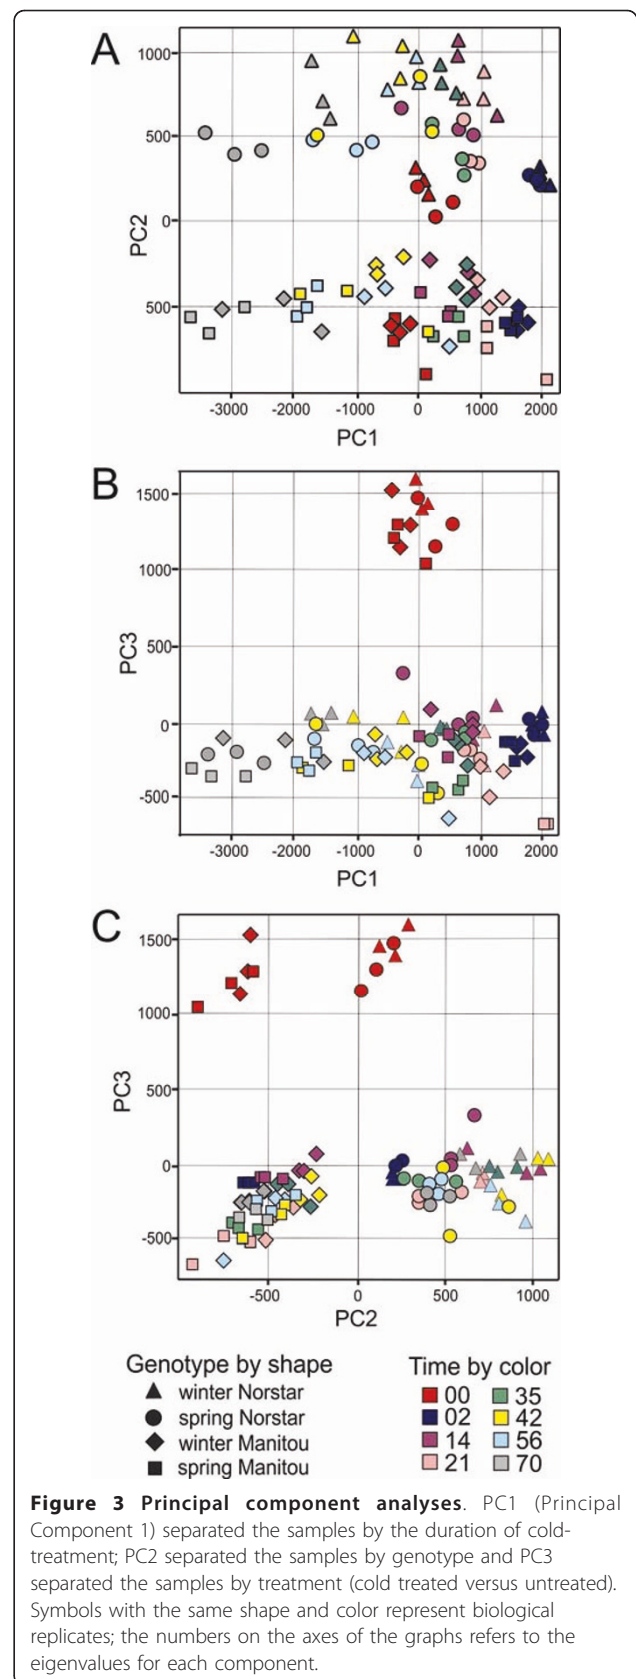 A
1000
500
0
500
PC2
-3000 -2000 -1000 0 1000 2000
PC1
B
1500
1000
500
0
-500
PC3
-3000 -2000 -1000 0 1000 2000
PC1
C
1500
1000
500
0
-500
PC3
-500 0 500 1000
PC2
Genotype by shape
winter Norstar
spring Norstar
winter Manitou
spring Manitou
Time by color
00 35
02 42
14 56
21 70
Figure 3 Principal component analyses. PC1 (Principal
Component 1) separated the samples by the duration of cold-
treatment; PC2 separated the samples by genotype and PC3
separated the samples by treatment (cold treated versus untreated).
Symbols with the same shape and color represent biological
replicates; the numbers on the axes of the graphs refers to the
eigenvalues for each component.